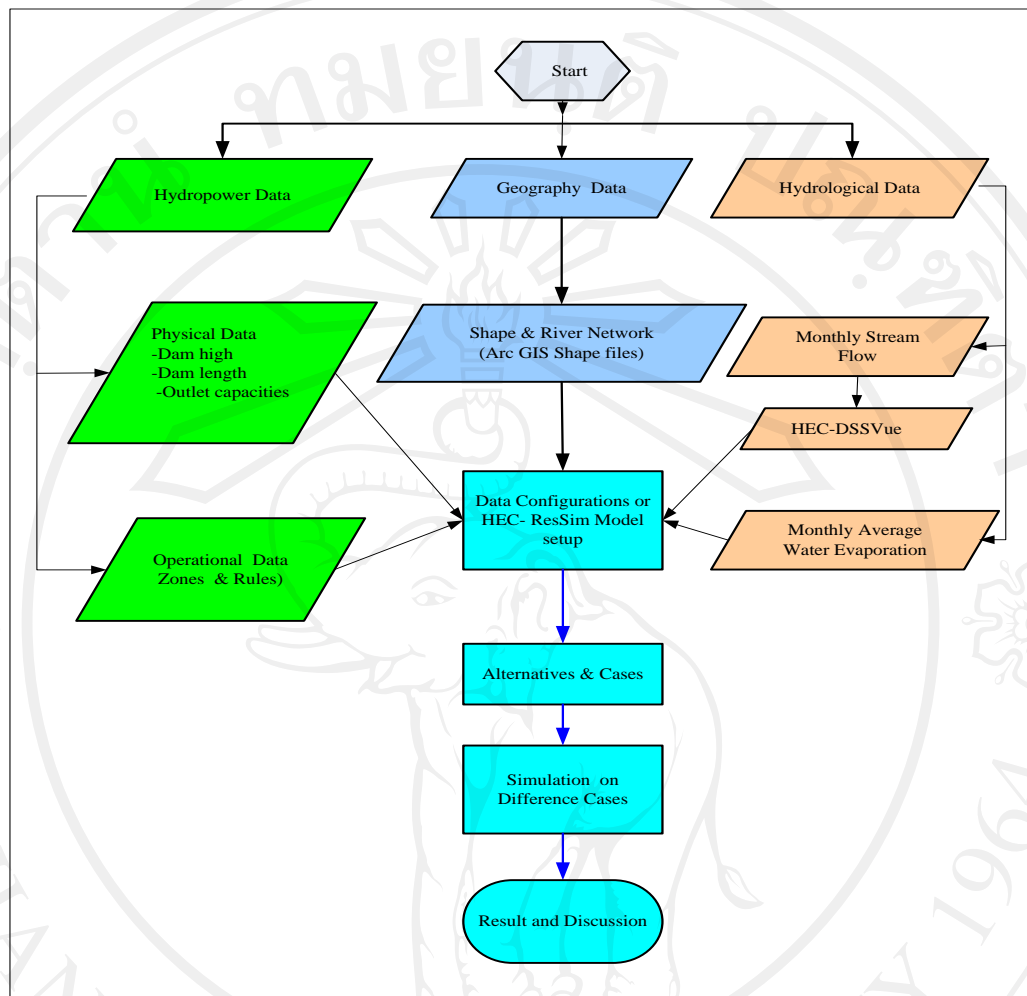 Start
Hydropower Data
Geography Data
Hydrological Data
Physical Data
-Dam high
-Dam length
-Outlet capacities
Shape & River Network
(Arc GIS Shape files)
Monthly Stream
Flow
HEC-DSSVue
Data Configurations or
HEC- ResSim Model
setup
Monthly Average
Water Evaporation
Operational Data
Zones & Rules)
Alternatives & Cases
Simulation on
Difference Cases
Result and Discussion
1964